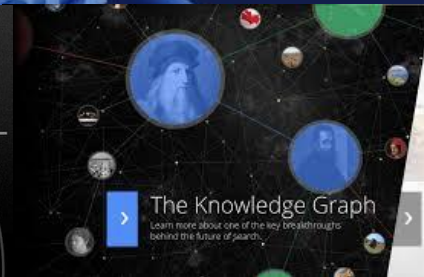 The Knowledge Graph
Learn more about one of the key breakthroughs
behind the future of search.